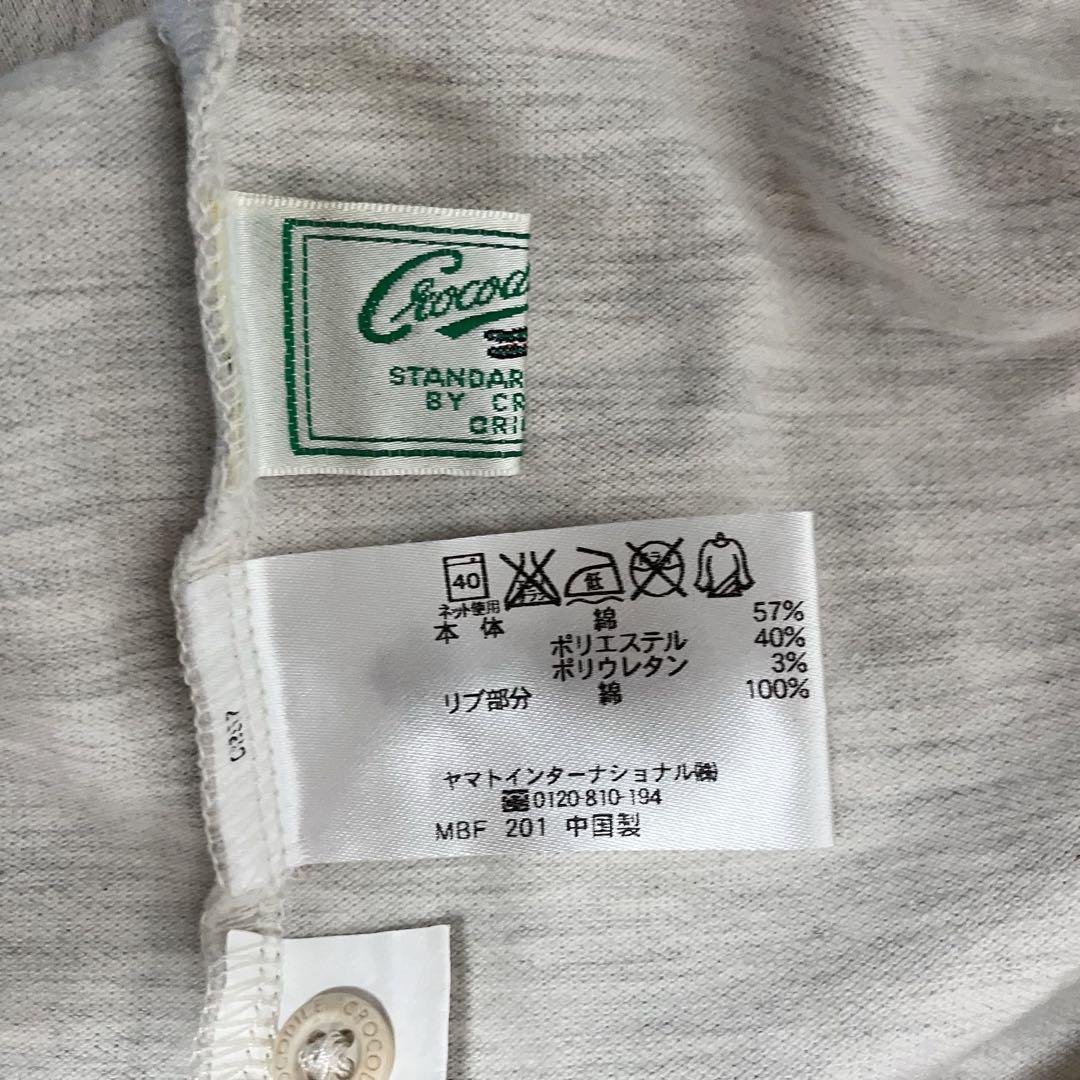 Crocod
STANDAR
BY CR
ORI
40
ネット使用
低
本体 綿 57%
ポリエステル 40%
ポリウレタン 3%
リブ部分 綿 100%
ヤマトインターナショナル㈱
0120-810-194
MBF 201 中国製
CROCO